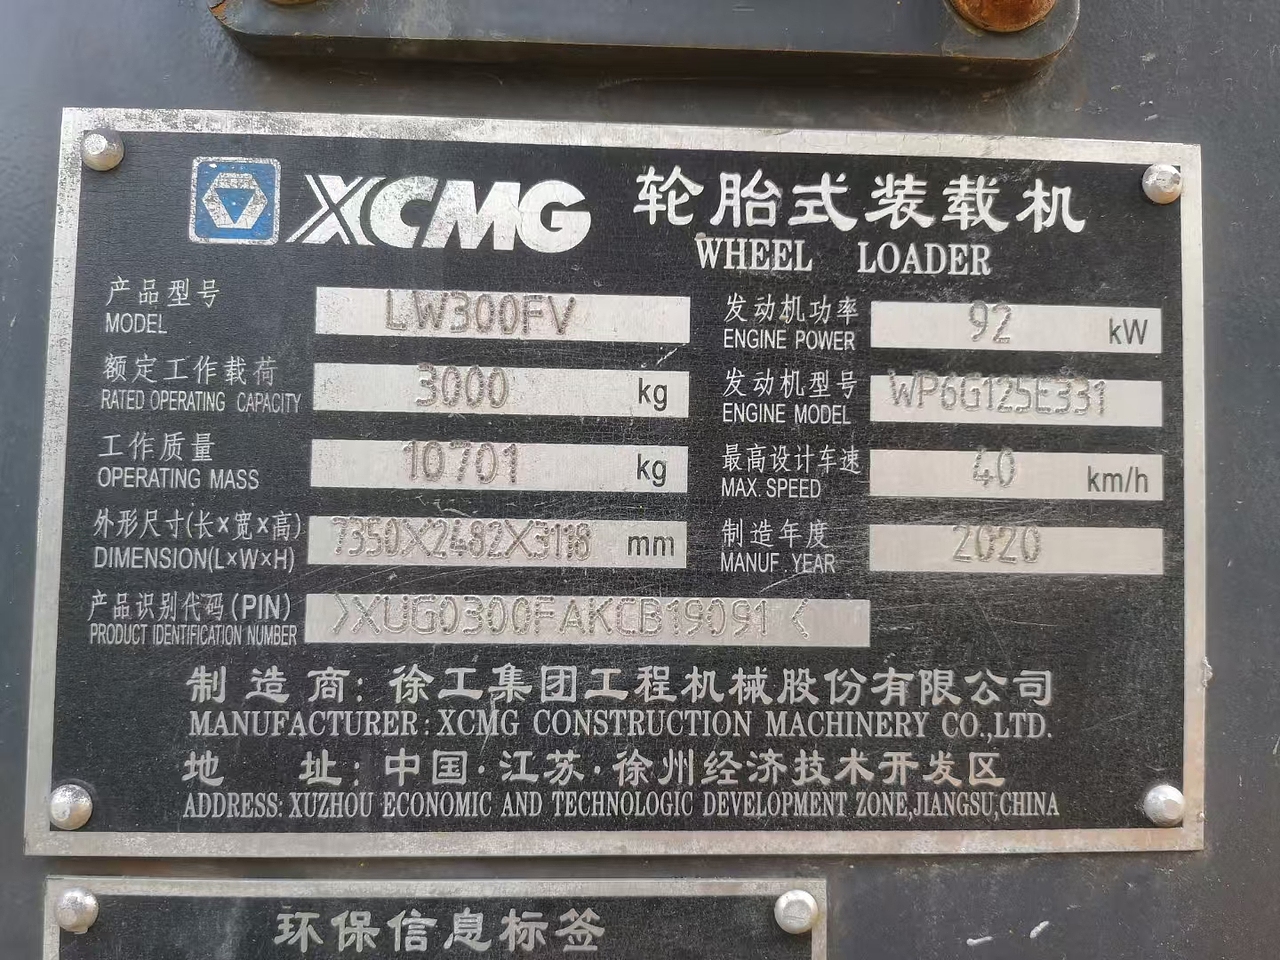 XCMG 轮胎式装载机
WHEEL LOADER
产品型号 LW300FV 发动机功率 92 kW
MODEL ENGINE POWER
额定工作载荷 3000 kg 发动机型号 WP6G125E331
RATED OPERATING CAPACITY ENGINE MODEL
工作质量 10701 kg 最高设计车速 40 km/h
OPERATING MASS MAX. SPEED
外形尺寸(长×宽×高) 7350X2482X3118 mm 制造年度 2020
DIMENSION(L×W×H) MANUF. YEAR
产品识别代码(PIN) >XUG0300FAKCB19091<
PRODUCT IDENTIFICATION NUMBER
制造商: 徐工集团工程机械股份有限公司
MANUFACTURER: XCMG CONSTRUCTION MACHINERY CO.,LTD.
地址: 中国·江苏·徐州经济技术开发区
ADDRESS: XUZHOU ECONOMIC AND TECHNOLOGIC DEVELOPMENT ZONE,JIANGSU,CHINA
环保信息标签